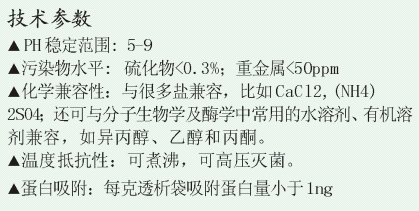 技术参数
▲PH稳定范围: 5-9
▲污染物水平: 硫化物<0.3%; 重金属<50ppm
▲化学兼容性: 与很多盐兼容, 比如CaCl2, (NH4)
2SO4; 还可与分子生物学及酶学中常用的水溶剂、有机溶
剂兼容, 如异丙醇、乙醇和丙酮。
▲温度抵抗性: 可煮沸, 可高压灭菌。
▲蛋白吸附: 每克透析袋吸附蛋白量小于1ng